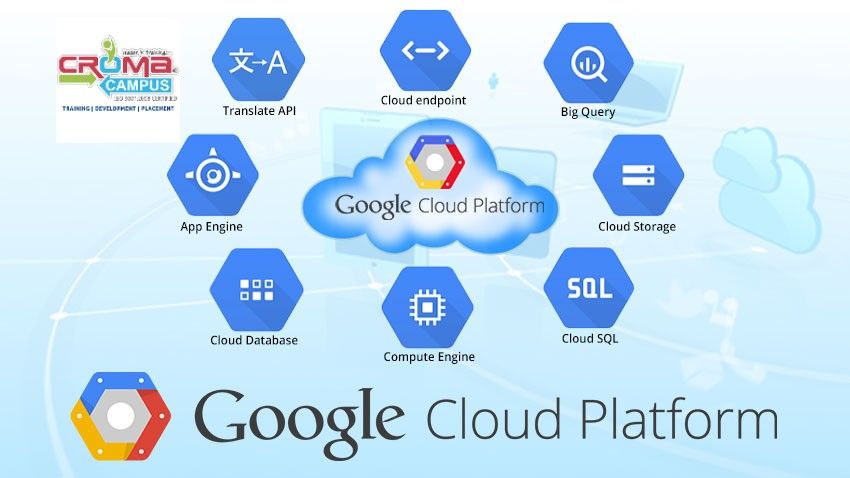 CROMA
CAMPUS
TRAINING | DEVELOPMENT | PLACEMENT
文→A
Translate API
Cloud endpoint
Big Query
App Engine
Google Cloud Platform
Cloud Storage
Cloud Database
Compute Engine
SQL
Cloud SQL
Google Cloud Platform